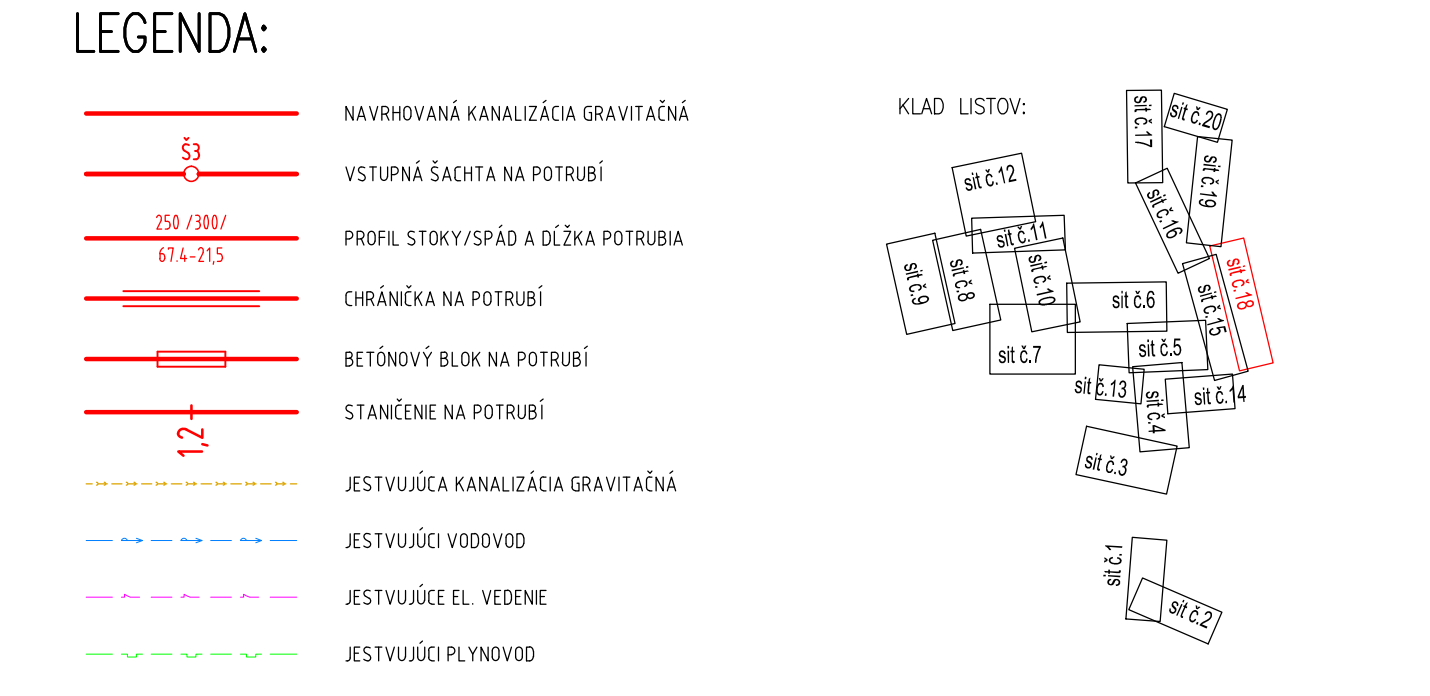 LEGENDA:
NAVRHOVANÁ KANALIZÁCIA GRAVITAČNÁ
Š3
VSTUPNÁ ŠACHTA NA POTRUBÍ
250 /300/
67.4-21,5
PROFIL STOKY/SPÁD A DĹŽKA POTRUBIA
CHRÁNIČKA NA POTRUBÍ
BETÓNOVÝ BLOK NA POTRUBÍ
1,2
STANIČENIE NA POTRUBÍ
JESTVUJÚCA KANALIZÁCIA GRAVITAČNÁ
JESTVUJÚCI VODOVOD
JESTVUJÚCE EL. VEDENIE
JESTVUJÚCI PLYNOVOD
KLAD LISTOV:
sit č.17
sit č.20
sit č.12
sit č.19
sit č.16
sit č.11
sit č.9
sit č.8
sit č.10
sit č.18
sit č.6
sit č.15
sit č.7
sit č.5
sit č.13
sit č.14
sit č.4
sit č.3
sit č.1
sit č.2